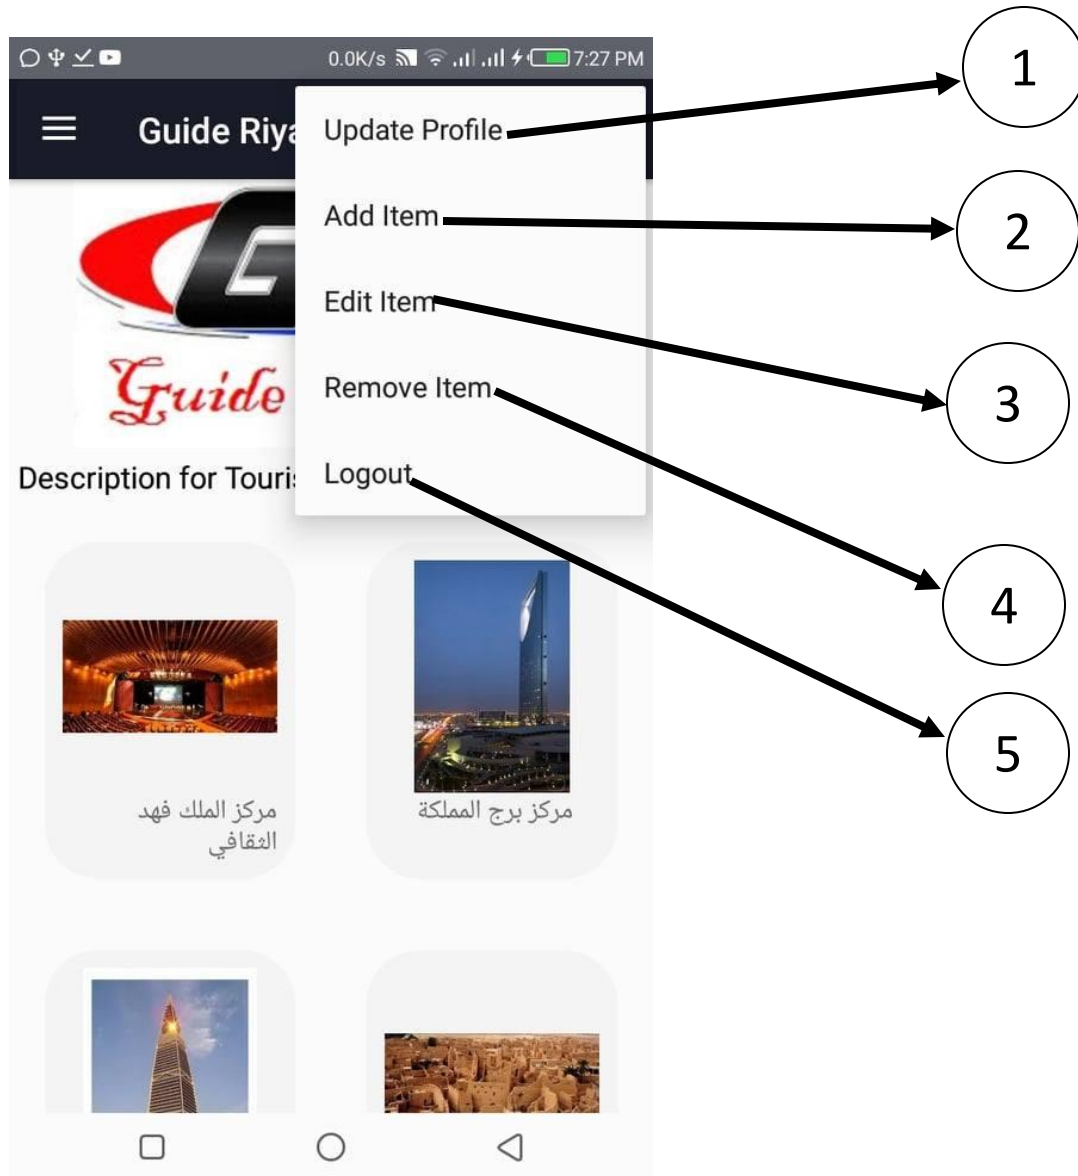 0.0K/s 7:27 PM
Guide Riya
Update Profile
Add Item
Edit Item
Remove Item
Logout
G
Guide
Description for Touris
مركز الملك فهد
الثقافي
مركز برج المملكة
1
2
3
4
5